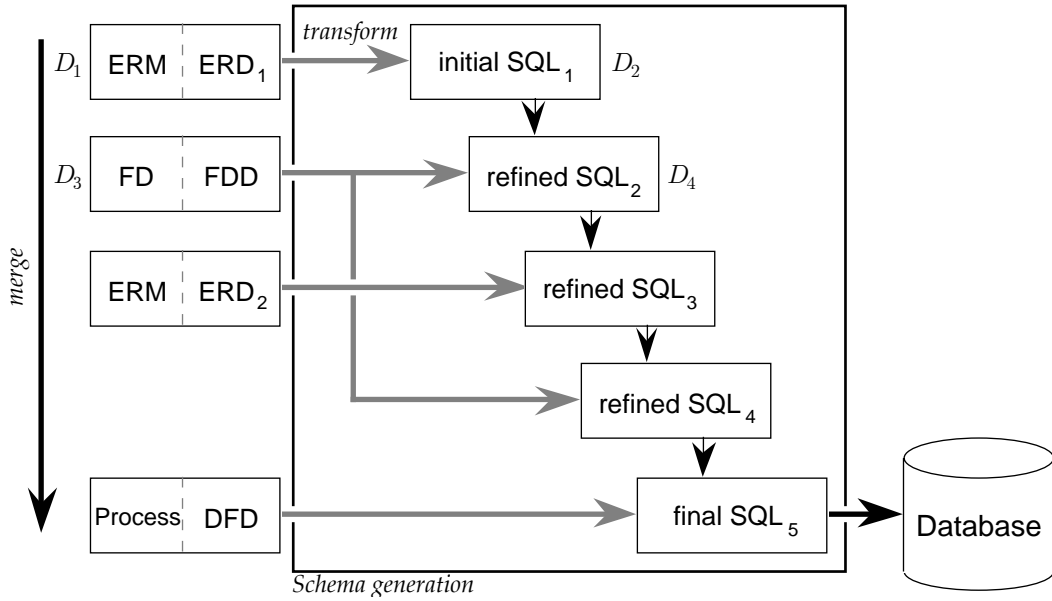 transform
D₁ ERM ERD₁ initial SQL₁ D₂
D₃ FD FDD refined SQL₂ D₄
merge
ERM ERD₂ refined SQL₃
refined SQL₄
Process DFD final SQL₅ Database
Schema generation